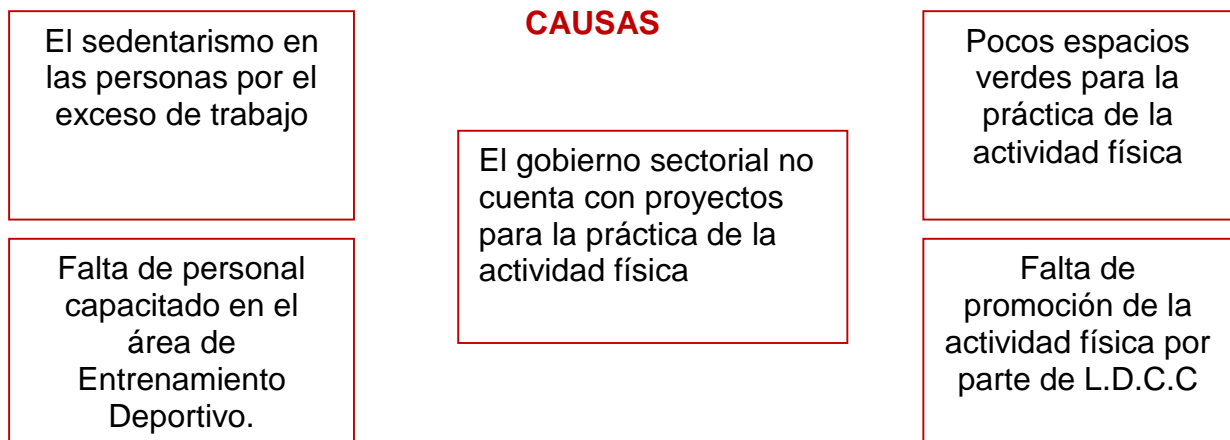 CAUSAS
El sedentarismo en
las personas por el
exceso de trabajo
Pocos espacios
verdes para la
práctica de la
actividad física
El gobierno sectorial no
cuenta con proyectos
para la práctica de la
actividad física
Falta de personal
capacitado en el
área de
Entrenamiento
Deportivo.
Falta de
promoción de la
actividad física por
parte de L.D.C.C